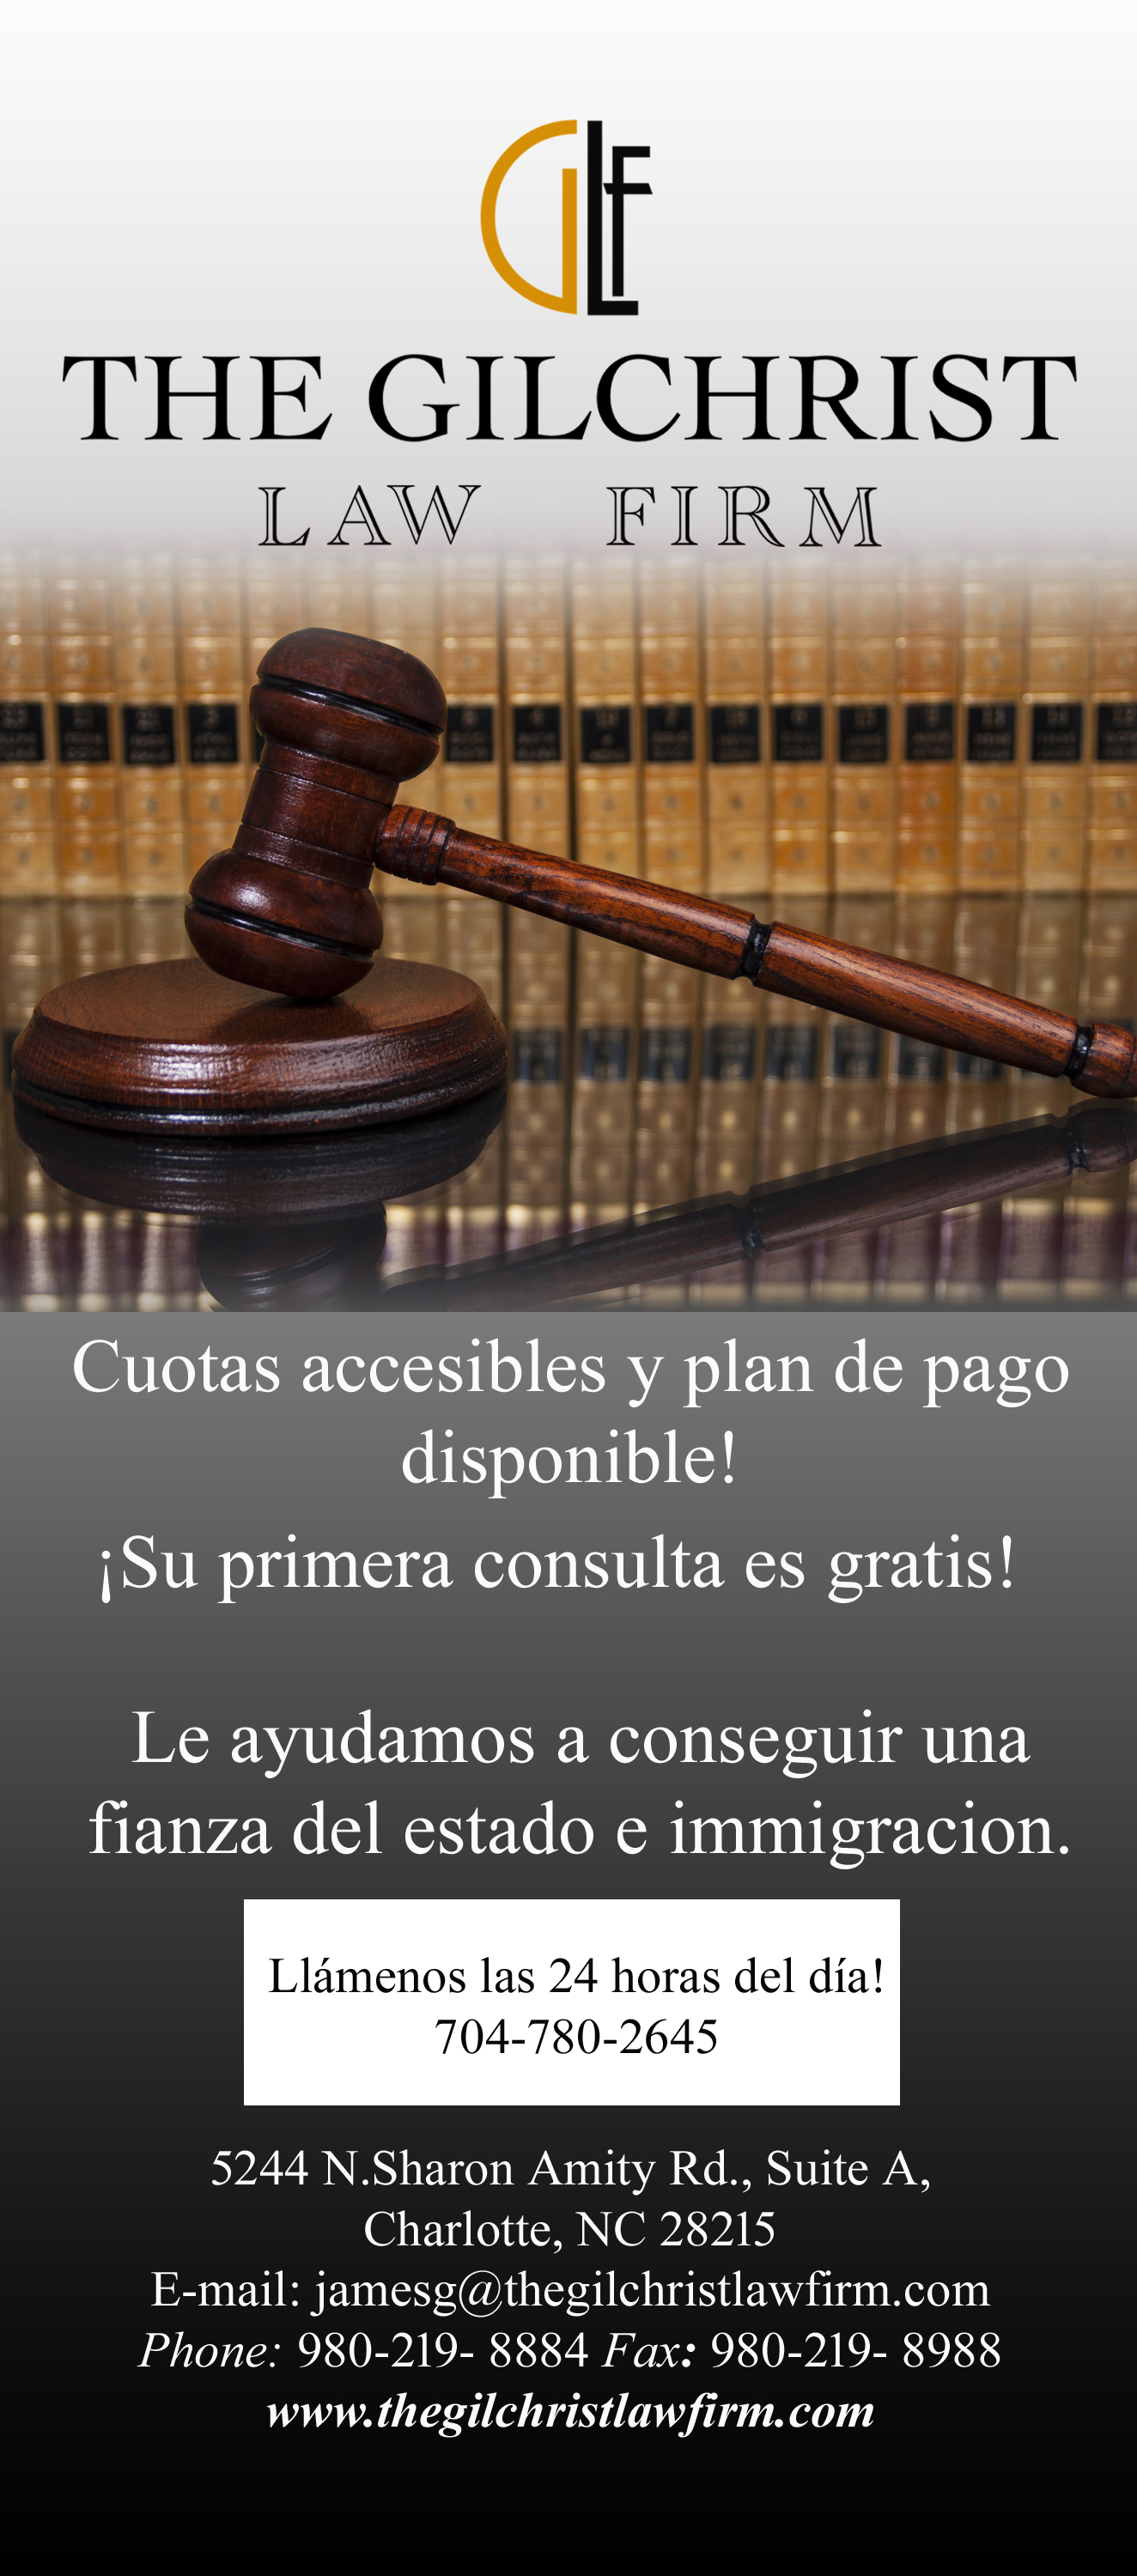 GLF
THE GILCHRIST
LAW FIRM
Cuotas accesibles y plan de pago
disponible!
¡Su primera consulta es gratis!
Le ayudamos a conseguir una
fianza del estado e immigracion.
Llámenos las 24 horas del día!
704-780-2645
5244 N.Sharon Amity Rd., Suite A,
Charlotte, NC 28215
E-mail: jamesg@thegilchristlawfirm.com
Phone: 980-219- 8884 Fax: 980-219- 8988
www.thegilchristlawfirm.com